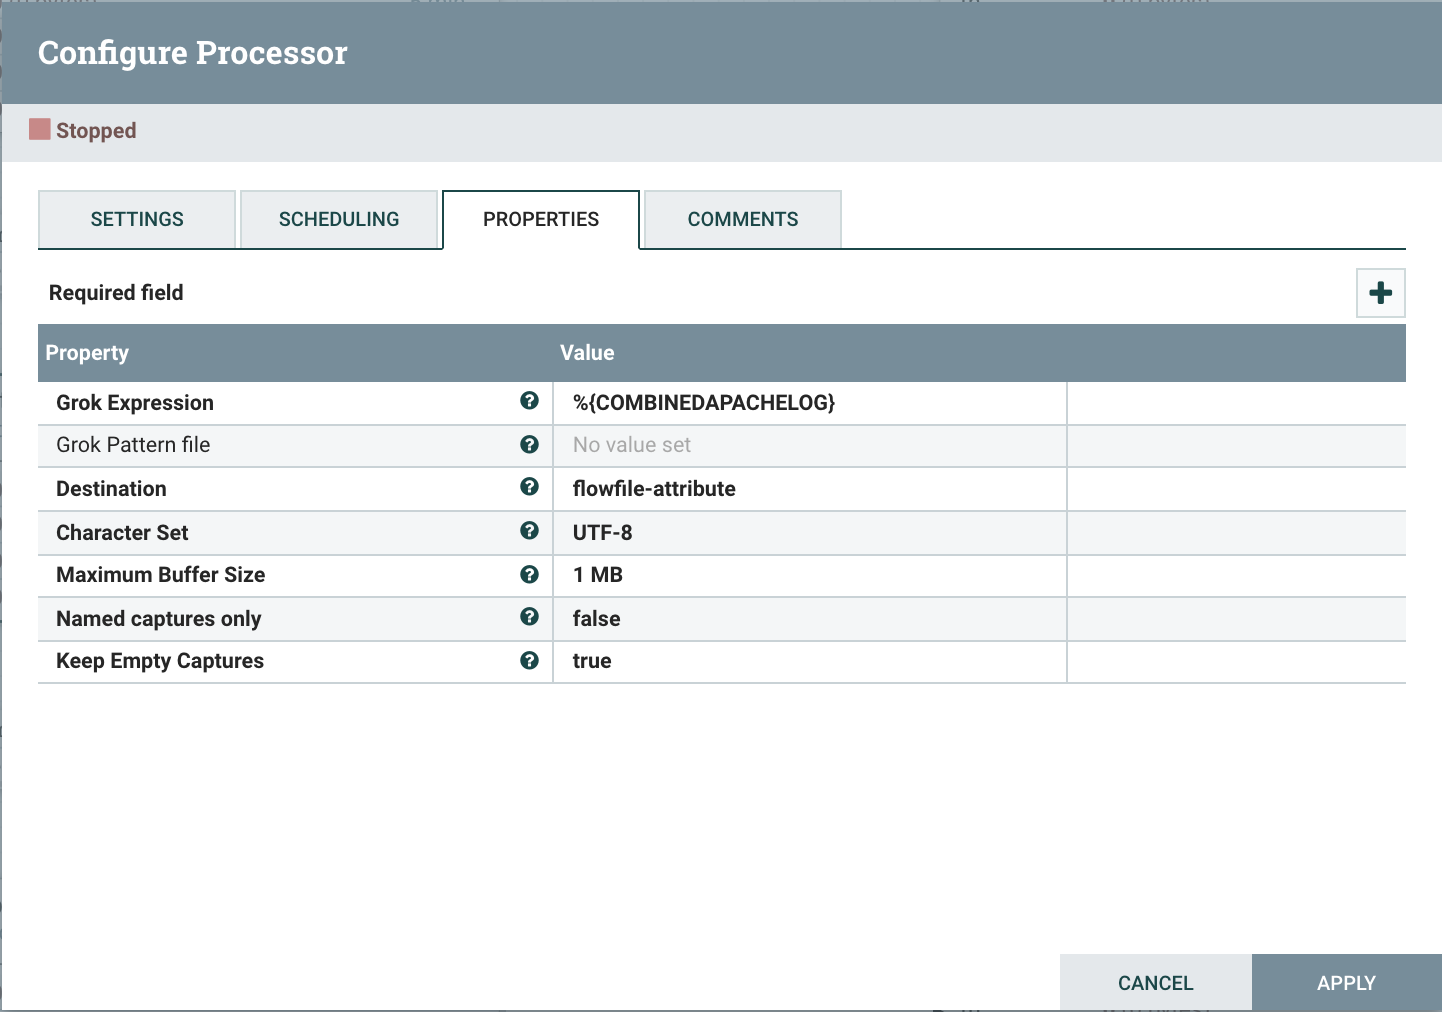 Configure Processor
Stopped
SETTINGS SCHEDULING PROPERTIES COMMENTS
Required field
Property Value
Grok Expression %{COMBINEDAPACHELOG}
Grok Pattern file No value set
Destination flowfile-attribute
Character Set UTF-8
Maximum Buffer Size 1 MB
Named captures only false
Keep Empty Captures true
CANCEL APPLY